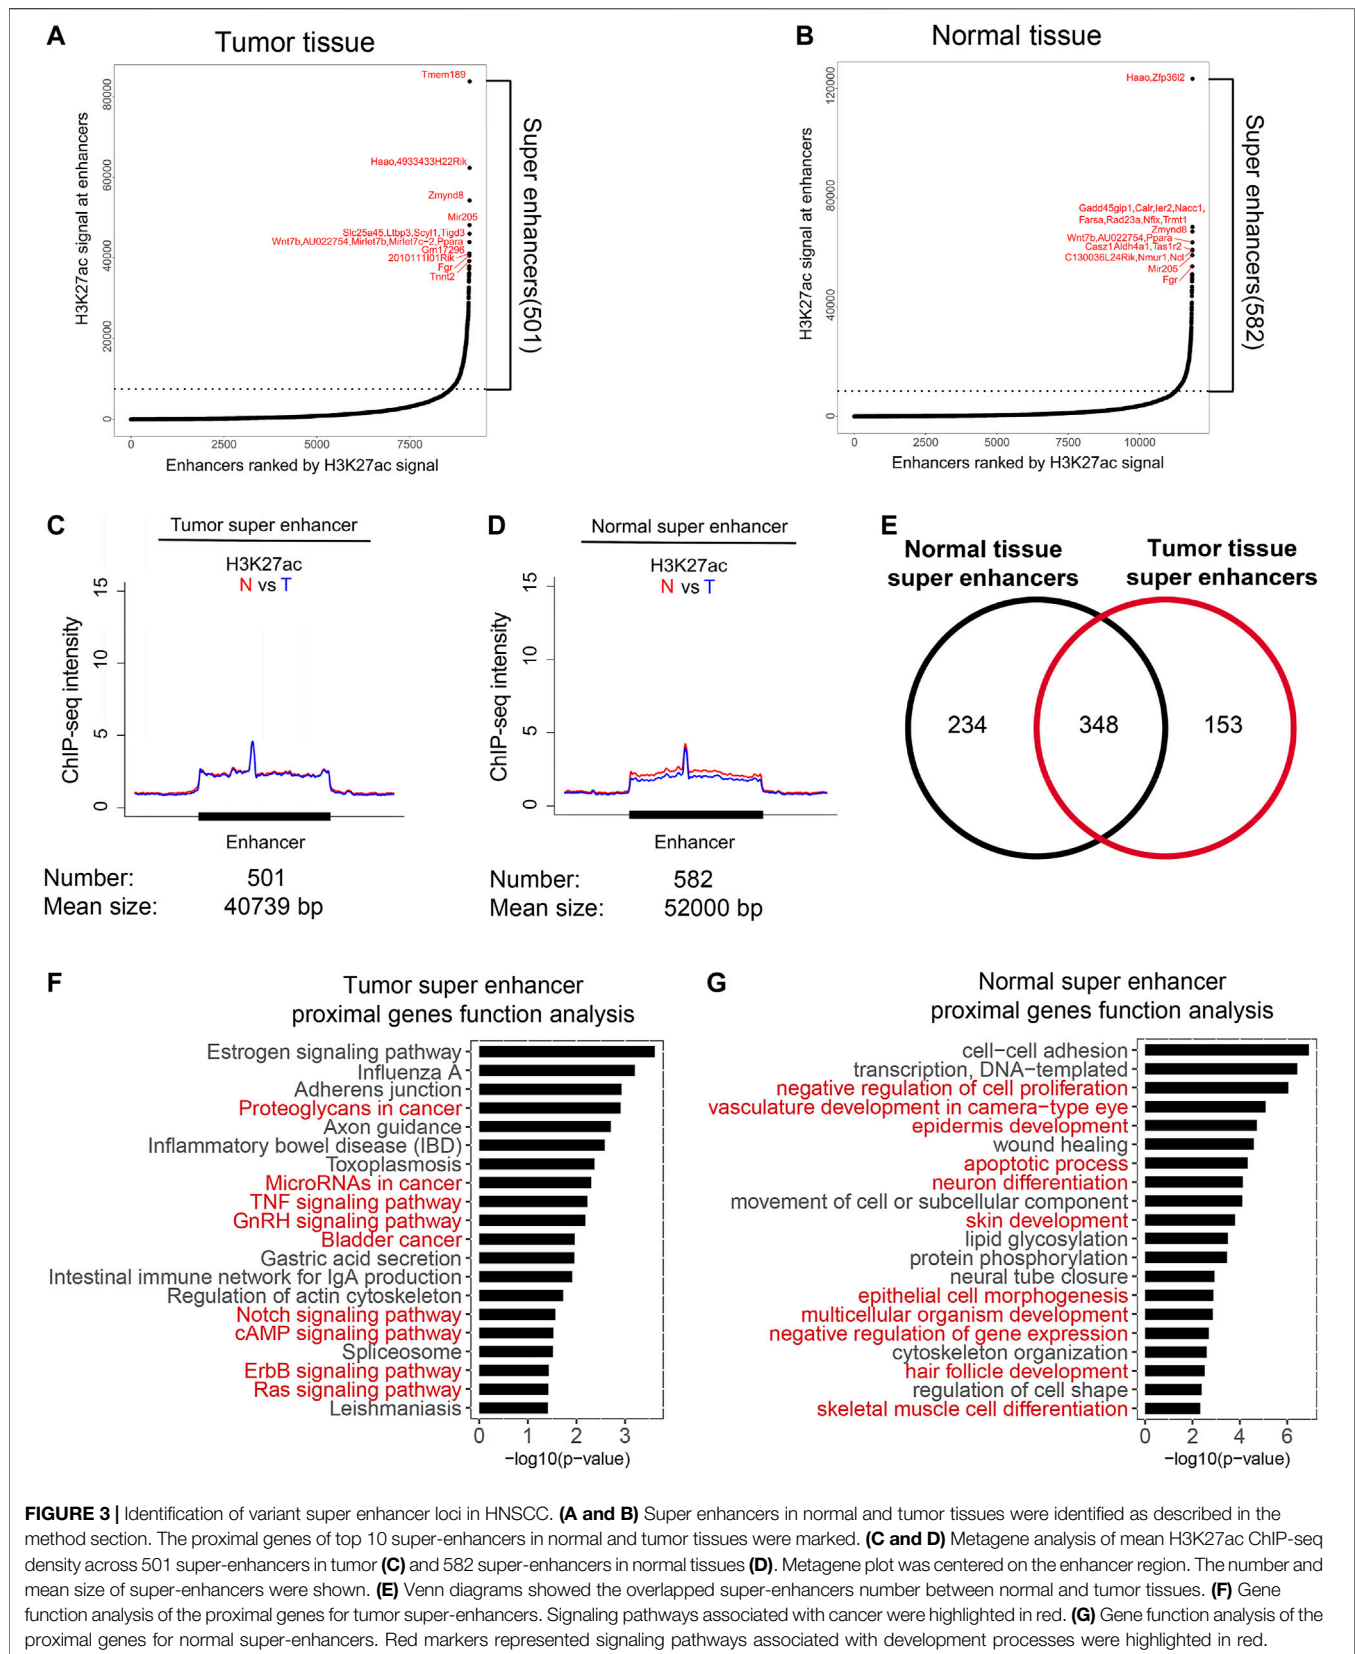 A
Tumor tissue
H3K27ac signal at enhancers
80000
60000
40000
20000
0
Tmem189
Haao,4933433H22Rik
Zmynd8
Mir205
Slc25a45,Ltbp3,Scyl1,Tigd3
Wnt7b,AU022754,Mirlet7b,Mirlet7c-2,Ppara
Gm17296
2010111I01Rik
Fgr
Tnnt2
Super enhancers(501)
0 2500 5000 7500
Enhancers ranked by H3K27ac signal
B
Normal tissue
H3K27ac signal at enhancers
120000
80000
40000
0
Haao,Zfp36l2
Gadd45gip1,Calr,Ier2,Nacc1,
Farsa,Rad23a,Nfix,Trmt1
Zmynd8
Wnt7b,AU022754,Ppara
Casz1Aldh4a1,Tas1r2
C130036L24Rik,Nmur1,Ncl
Mir205
Fgr
Super enhancers(582)
0 2500 5000 7500 10000
Enhancers ranked by H3K27ac signal
C
Tumor super enhancer
H3K27ac
N vs T
ChIP-seq intensity
15
10
5
0
Enhancer
Number: 501
Mean size: 40739 bp
D
Normal super enhancer
H3K27ac
N vs T
ChIP-seq intensity
15
10
5
0
Enhancer
Number: 582
Mean size: 52000 bp
E
Normal tissue
super enhancers
Tumor tissue
super enhancers
234 348 153
F
Tumor super enhancer
proximal genes function analysis
Estrogen signaling pathway
Influenza A
Adherens junction
Proteoglycans in cancer
Axon guidance
Inflammatory bowel disease (IBD)
Toxoplasmosis
MicroRNAs in cancer
TNF signaling pathway
GnRH signaling pathway
Bladder cancer
Gastric acid secretion
Intestinal immune network for IgA production
Regulation of actin cytoskeleton
Notch signaling pathway
cAMP signaling pathway
Spliceosome
ErbB signaling pathway
Ras signaling pathway
Leishmaniasis
0 1 2 3
−log10(p−value)
G
Normal super enhancer
proximal genes function analysis
cell−cell adhesion
transcription, DNA−templated
negative regulation of cell proliferation
vasculature development in camera−type eye
epidermis development
wound healing
apoptotic process
neuron differentiation
movement of cell or subcellular component
skin development
lipid glycosylation
protein phosphorylation
neural tube closure
epithelial cell morphogenesis
multicellular organism development
negative regulation of gene expression
cytoskeleton organization
hair follicle development
regulation of cell shape
skeletal muscle cell differentiation
0 2 4 6
−log10(p−value)
FIGURE 3 | Identification of variant super enhancer loci in HNSCC. (A and B) Super enhancers in normal and tumor tissues were identified as described in the
method section. The proximal genes of top 10 super-enhancers in normal and tumor tissues were marked. (C and D) Metagene analysis of mean H3K27ac ChIP-seq
density across 501 super-enhancers in tumor (C) and 582 super-enhancers in normal tissues (D). Metagene plot was centered on the enhancer region. The number and
mean size of super-enhancers were shown. (E) Venn diagrams showed the overlapped super-enhancers number between normal and tumor tissues. (F) Gene
function analysis of the proximal genes for tumor super-enhancers. Signaling pathways associated with cancer were highlighted in red. (G) Gene function analysis of the
proximal genes for normal super-enhancers. Red markers represented signaling pathways associated with development processes were highlighted in red.